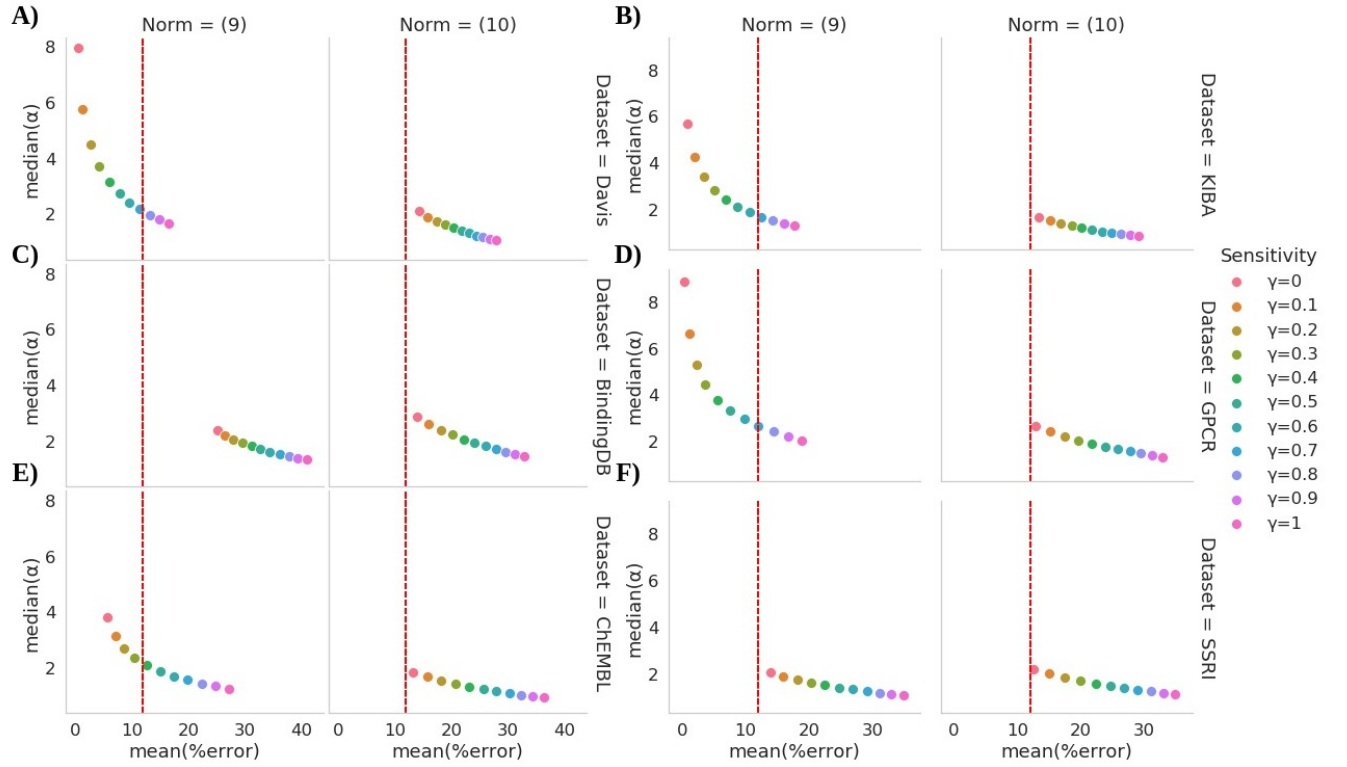 A)
Norm = (9)
Norm = (10)
8
6
4
2
median(α)
Dataset = Davis
B)
Norm = (9)
Norm = (10)
8
6
4
2
median(α)
Dataset = KIBA
C)
8
6
4
2
median(α)
Dataset = BindingDB
D)
8
6
4
2
median(α)
Dataset = GPCR
Sensitivity
γ=0
γ=0.1
γ=0.2
γ=0.3
γ=0.4
γ=0.5
γ=0.6
γ=0.7
γ=0.8
γ=0.9
γ=1
E)
8
6
4
2
median(α)
Dataset = ChEMBL
0 10 20 30 40
mean(%error)
0 10 20 30 40
mean(%error)
F)
8
6
4
2
median(α)
Dataset = SSRI
0 10 20 30
mean(%error)
0 10 20 30
mean(%error)